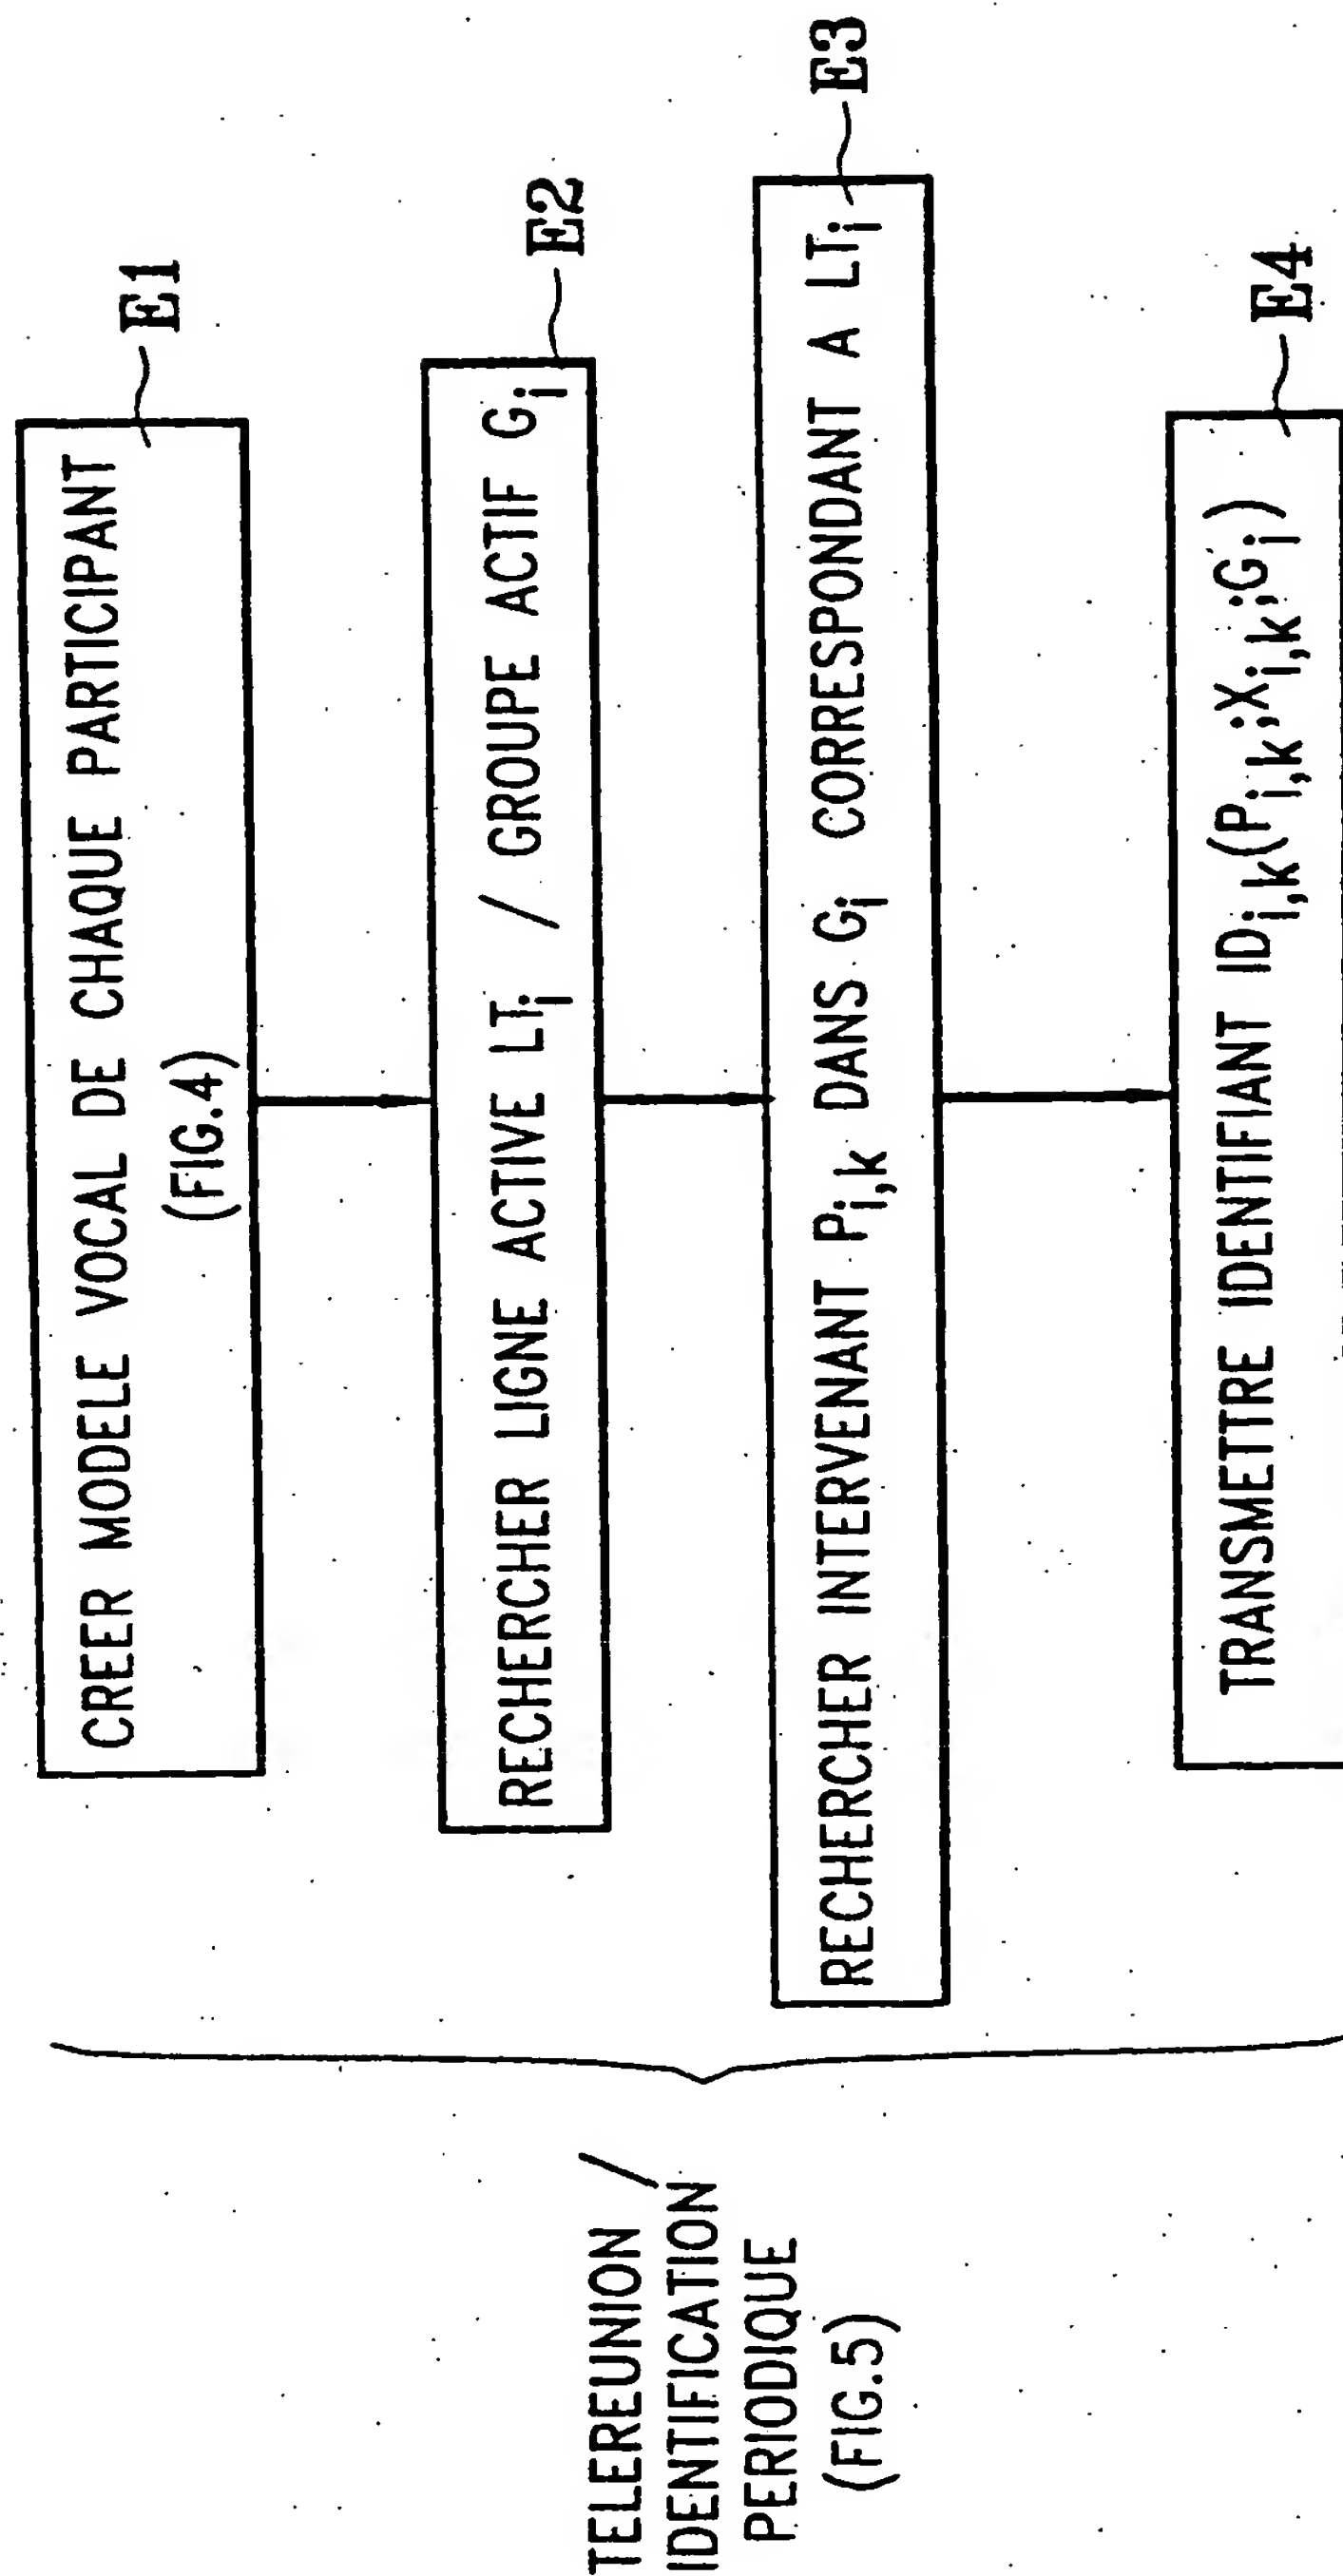 CREER MODELE VOCAL DE CHAQUE PARTICIPANT
(FIG.4)
E1
RECHERCHER LIGNE ACTIVE LTi / GROUPE ACTIF Gi
E2
RECHERCHER INTERVENANT Pi,k DANS Gi CORRESPONDANT A LTi
E3
TRANSMETTRE IDENTIFIANT IDi,k(Pi,k;Xi,k;Gi)
E4
TELEREUNION /
IDENTIFICATION
PERIODIQUE
(FIG.5)